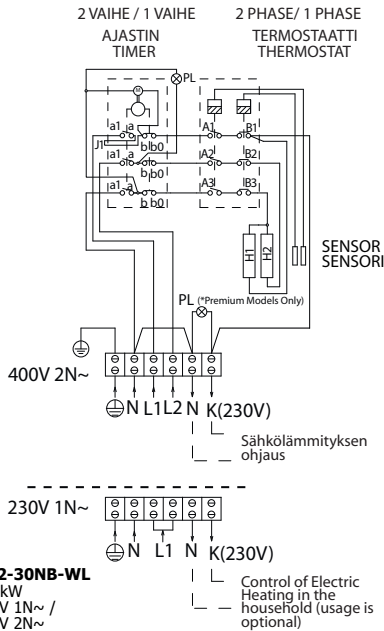 2 VAIHE / 1 VAIHE 2 PHASE/ 1 PHASE
AJASTIN TERMOSTAATTI
TIMER THERMOSTAT
M
PL
a1 a b b0 A1 B1
J1
a1 a b b0 A2 B2
a1 a b b0 A3 B3
H1 H2
SENSOR
SENSORI
PL (*Premium Models Only)
400V 2N~
N L1 L2 N K(230V)
Sähkölämmityksen
ohjaus
230V 1N~
N L1 N K(230V)
2-30NB-WL
kW
V 1N~ /
V 2N~
Control of Electric
Heating in the
household (usage is
optional)